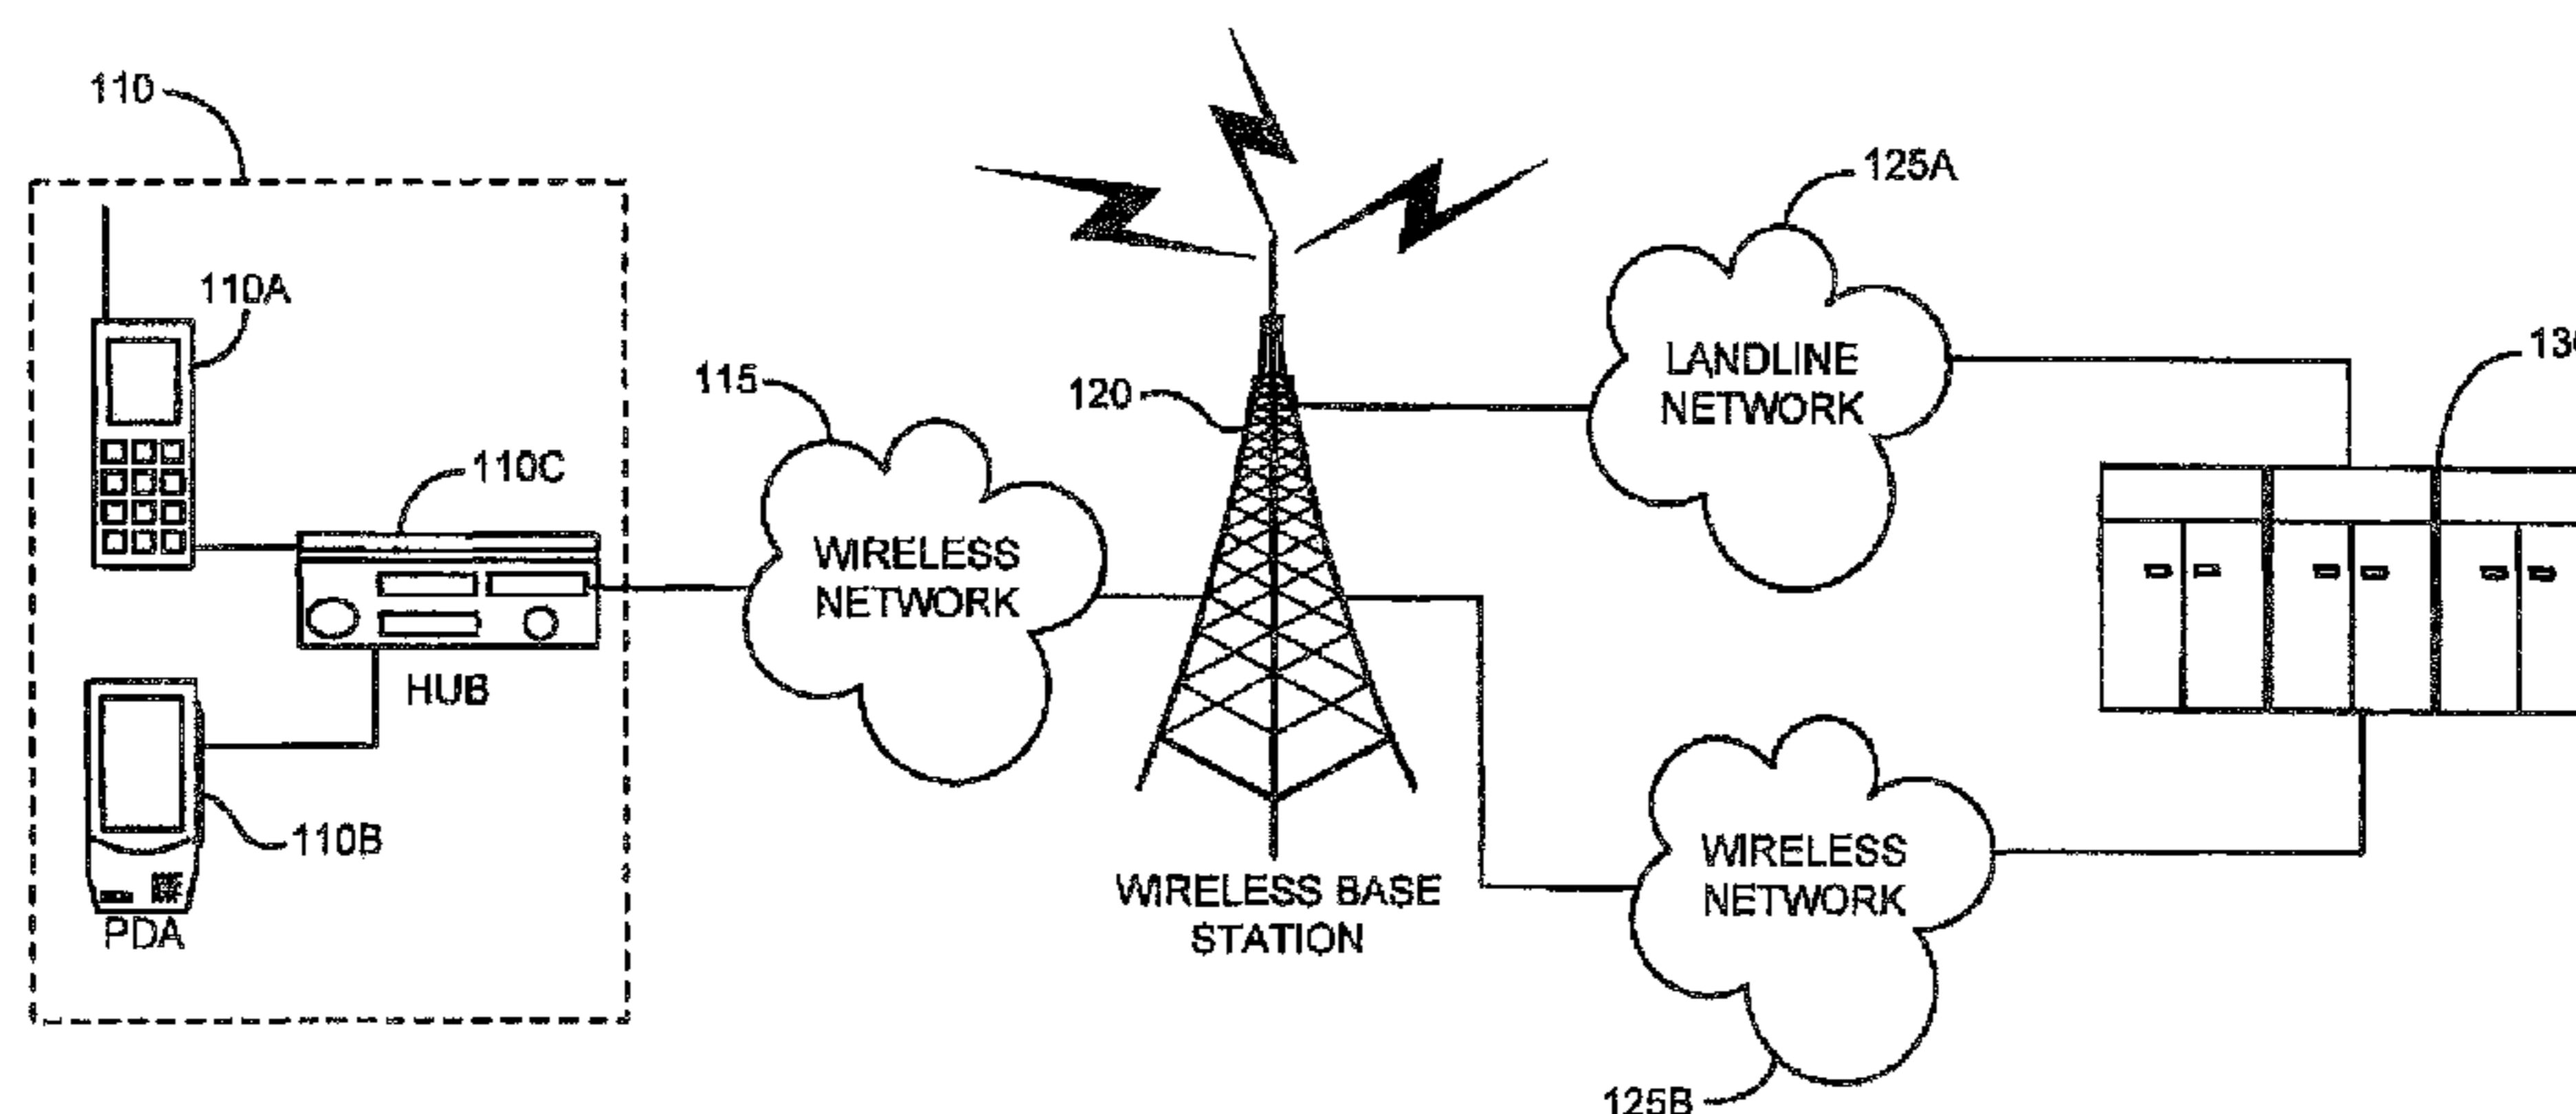 110
110A
110C
HUB
110B
PDA
115
WIRELESS
NETWORK
120
WIRELESS BASE
STATION
125A
LANDLINE
NETWORK
WIRELESS
NETWORK
125B